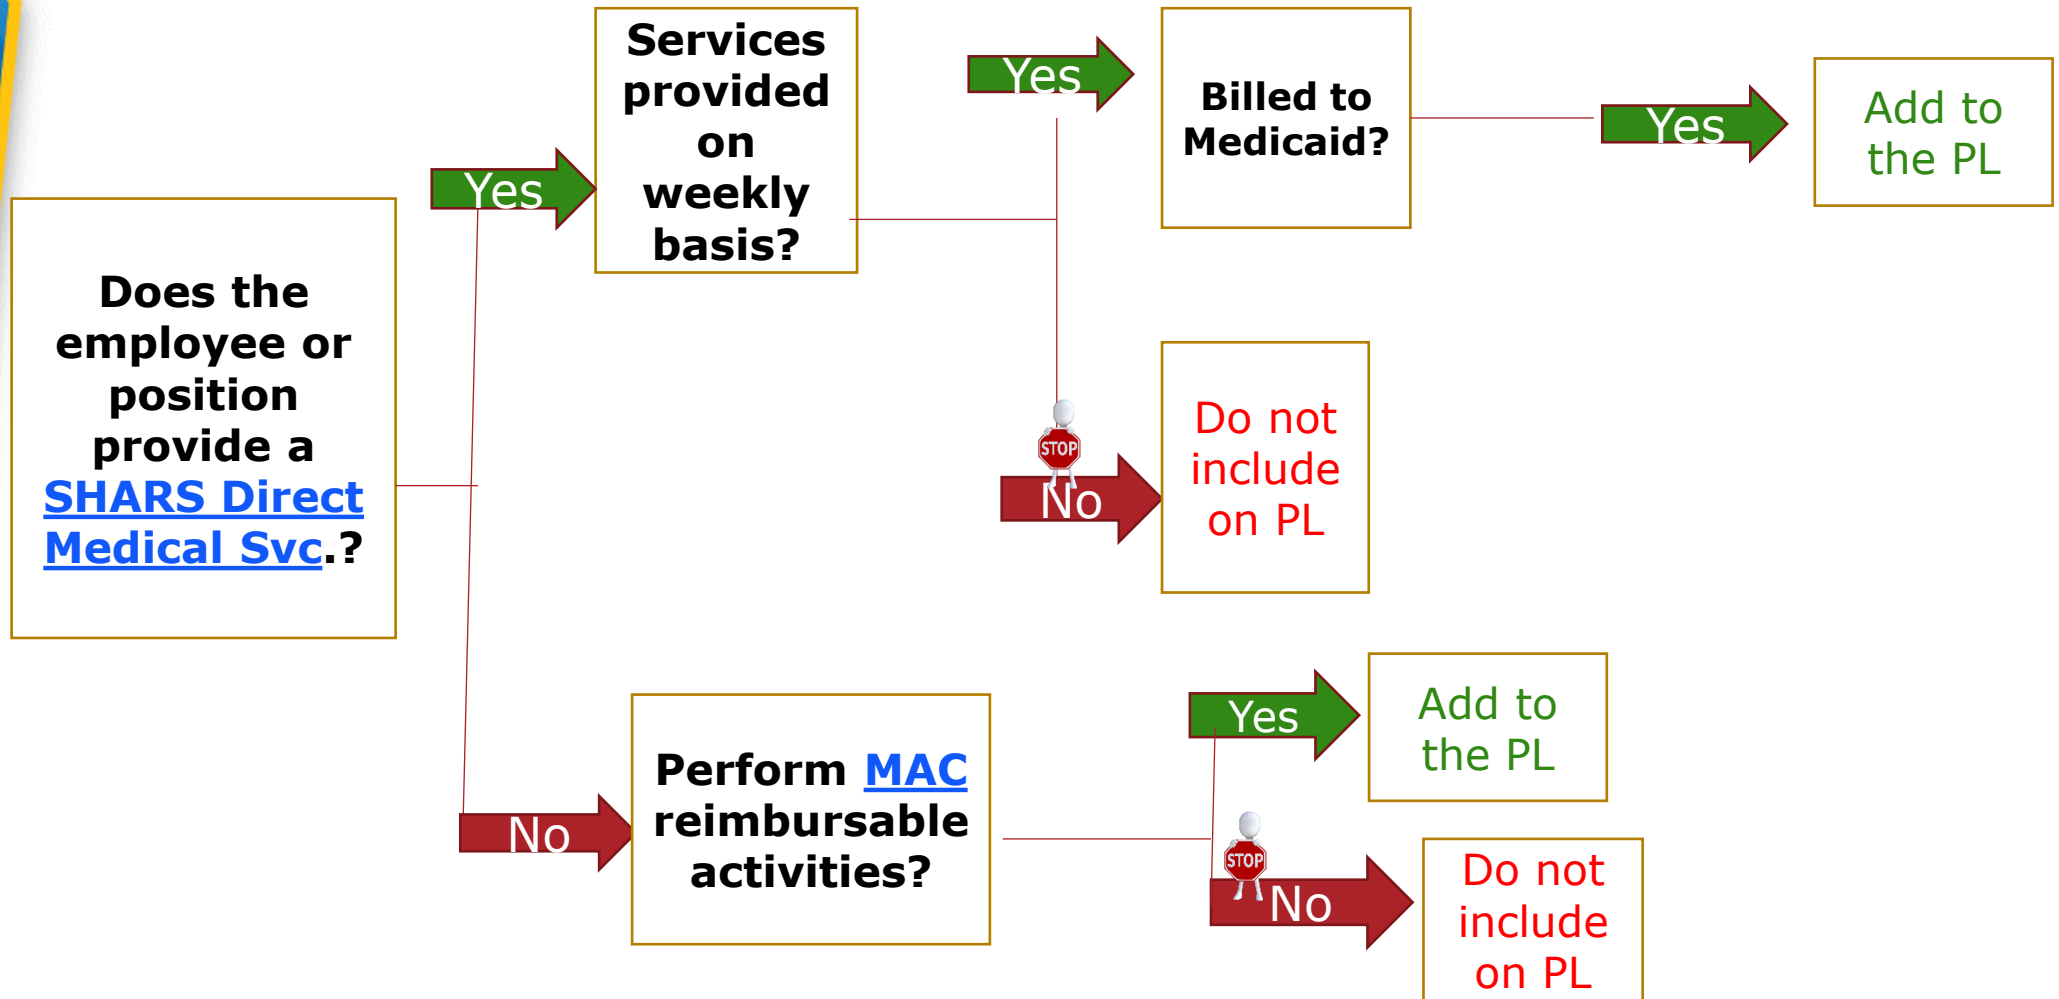 Does the
employee or
position
provide a
SHARS Direct
Medical Svc.?
Yes
Services
provided
on
weekly
basis?
Yes
Billed to
Medicaid?
Yes
Add to
the PL
STOP
No
Do not
include
on PL
No
Perform MAC
reimbursable
activities?
Yes
Add to
the PL
STOP
No
Do not
include
on PL